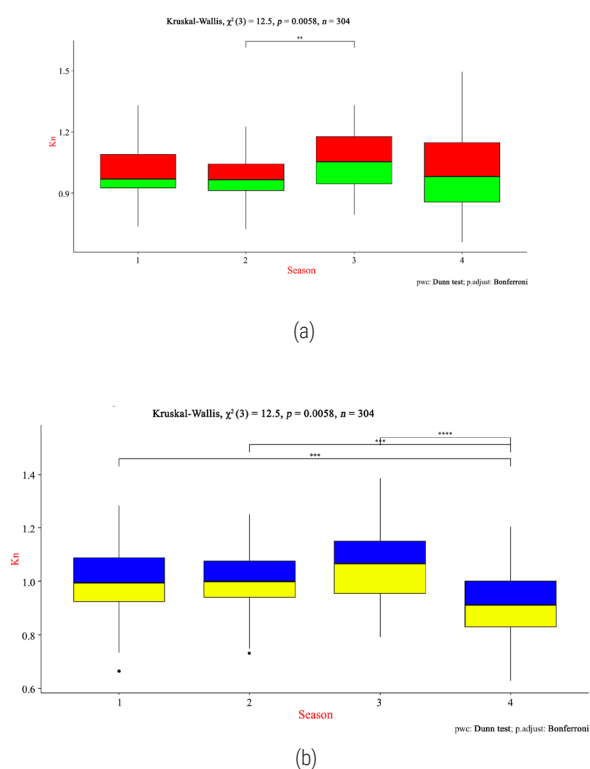 Kruskal-Wallis, χ²(3) = 12.5, p = 0.0058, n = 304
**
1.5
1.2
0.9
Kn
1 2 3 4
Season
pwc: Dunn test; p.adjust: Bonferroni
(a)
Kruskal-Wallis, χ²(3) = 12.5, p = 0.0058, n = 304
****
***
***
1.4
1.2
1.0
0.8
0.6
Kn
1 2 3 4
Season
pwc: Dunn test; p.adjust: Bonferroni
(b)